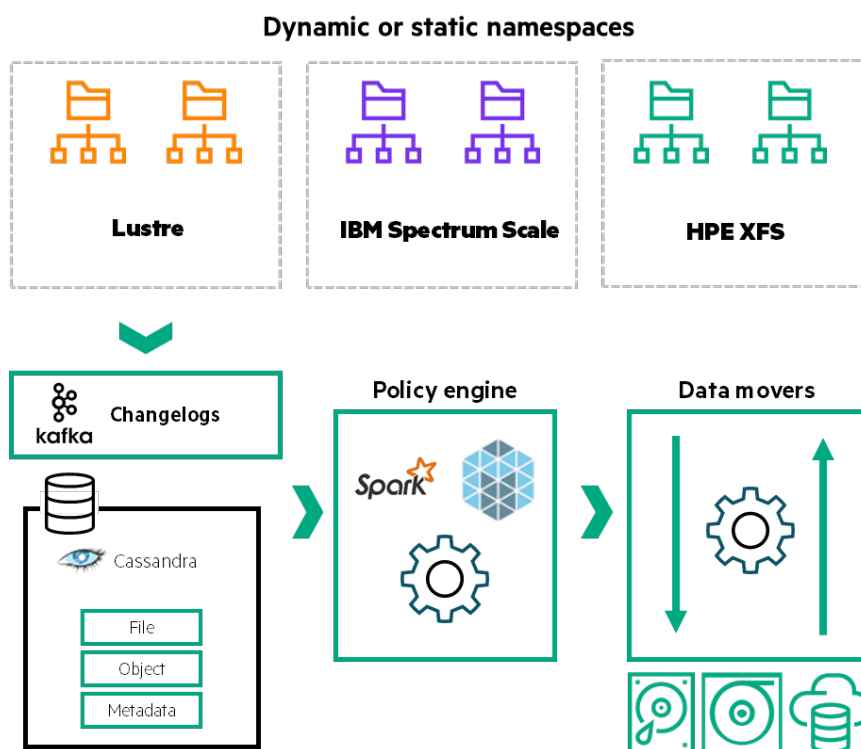 Dynamic or static namespaces
Lustre
IBM Spectrum Scale
HPE XFS
kafka
Changelogs
Cassandra
File
Object
Metadata
Policy engine
Spark
Data movers